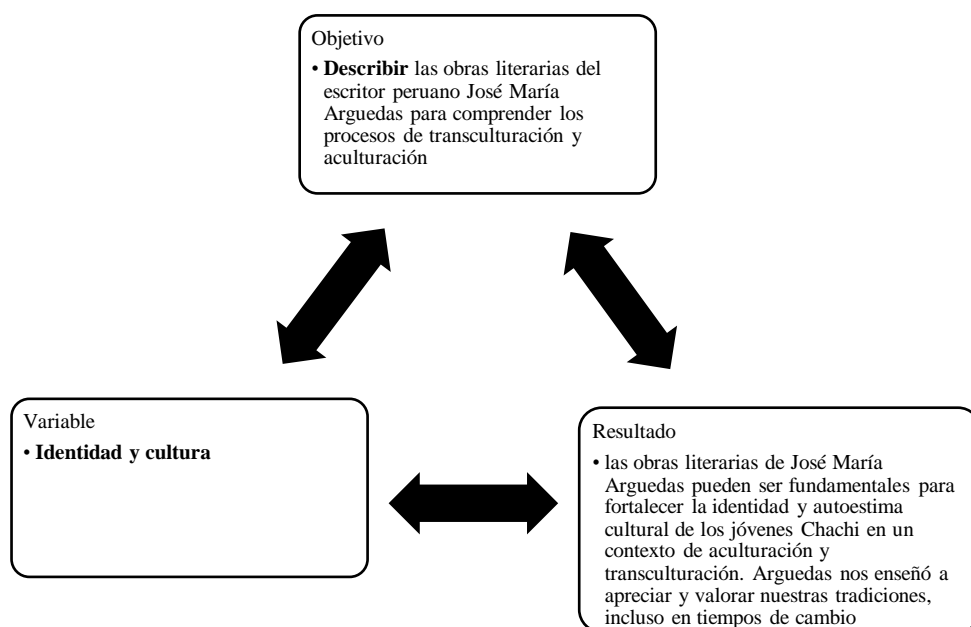 Objetivo
• Describir las obras literarias del
escritor peruano José María
Arguedas para comprender los
procesos de transculturación y
aculturación
Variable
• Identidad y cultura
Resultado
• las obras literarias de José María
Arguedas pueden ser fundamentales para
fortalecer la identidad y autoestima
cultural de los jóvenes Chachi en un
contexto de aculturación y
transculturación. Arguedas nos enseñó a
apreciar y valorar nuestras tradiciones,
incluso en tiempos de cambio